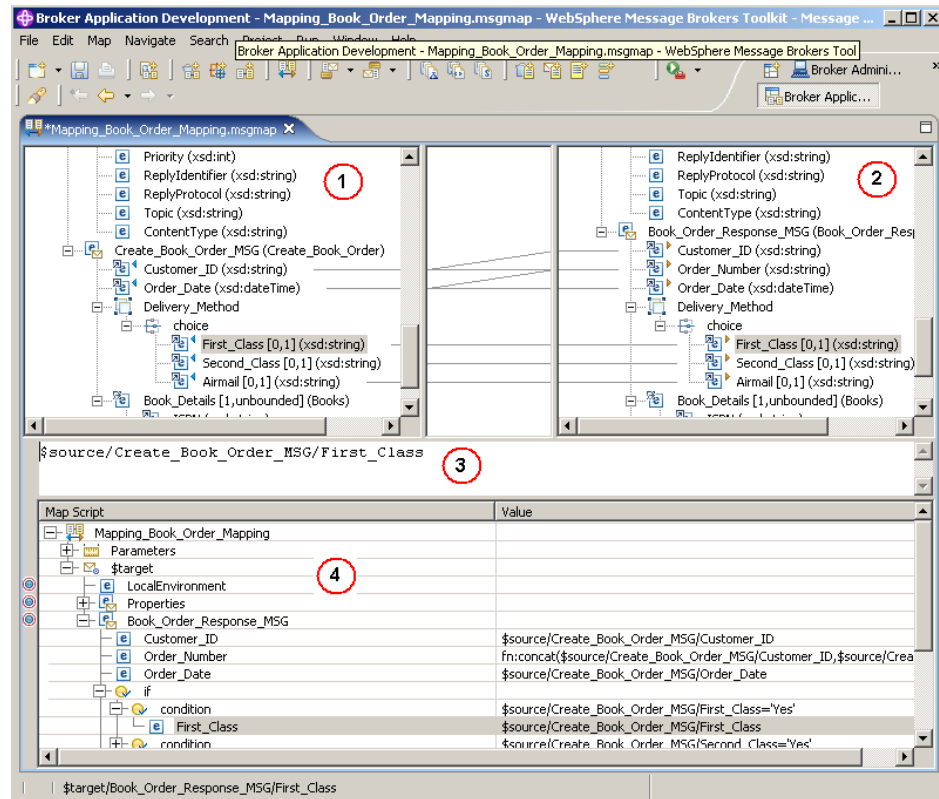 Broker Application Development - Mapping_Book_Order_Mapping.msgmap - WebSphere Message Brokers Toolkit - Message ...
File Edit Map Navigate Search Project Run Window Help
Broker Application Development - Mapping_Book_Order_Mapping.msgmap - WebSphere Message Brokers Tool
Broker Admini...
»
Broker Applic...
*Mapping_Book_Order_Mapping.msgmap
Priority (xsd:int)
ReplyIdentifier (xsd:string)
ReplyProtocol (xsd:string)
Topic (xsd:string)
ContentType (xsd:string)
Create_Book_Order_MSG (Create_Book_Order)
Customer_ID (xsd:string)
Order_Date (xsd:dateTime)
Delivery_Method
choice
First_Class [0,1] (xsd:string)
Second_Class [0,1] (xsd:string)
Airmail [0,1] (xsd:string)
Book_Details [1,unbounded] (Books)
1
ReplyIdentifier (xsd:string)
ReplyProtocol (xsd:string)
Topic (xsd:string)
ContentType (xsd:string)
Book_Order_Response_MSG (Book_Order_Resp
Customer_ID (xsd:string)
Order_Number (xsd:string)
Order_Date (xsd:dateTime)
Delivery_Method
choice
First_Class [0,1] (xsd:string)
Second_Class [0,1] (xsd:string)
Airmail [0,1] (xsd:string)
Book_Details [1,unbounded] (Books)
2
$source/Create_Book_Order_MSG/First_Class
3
Map Script Value
Mapping_Book_Order_Mapping
Parameters
$target
4
LocalEnvironment
Properties
Book_Order_Response_MSG
Customer_ID $source/Create_Book_Order_MSG/Customer_ID
Order_Number fn:concat($source/Create_Book_Order_MSG/Customer_ID,$source/Crea
Order_Date $source/Create_Book_Order_MSG/Order_Date
if
condition $source/Create_Book_Order_MSG/First_Class='Yes'
First_Class $source/Create_Book_Order_MSG/First_Class
condition $source/Create_Book_Order_MSG/Second_Class='Yes'
$target/Book_Order_Response_MSG/First_Class